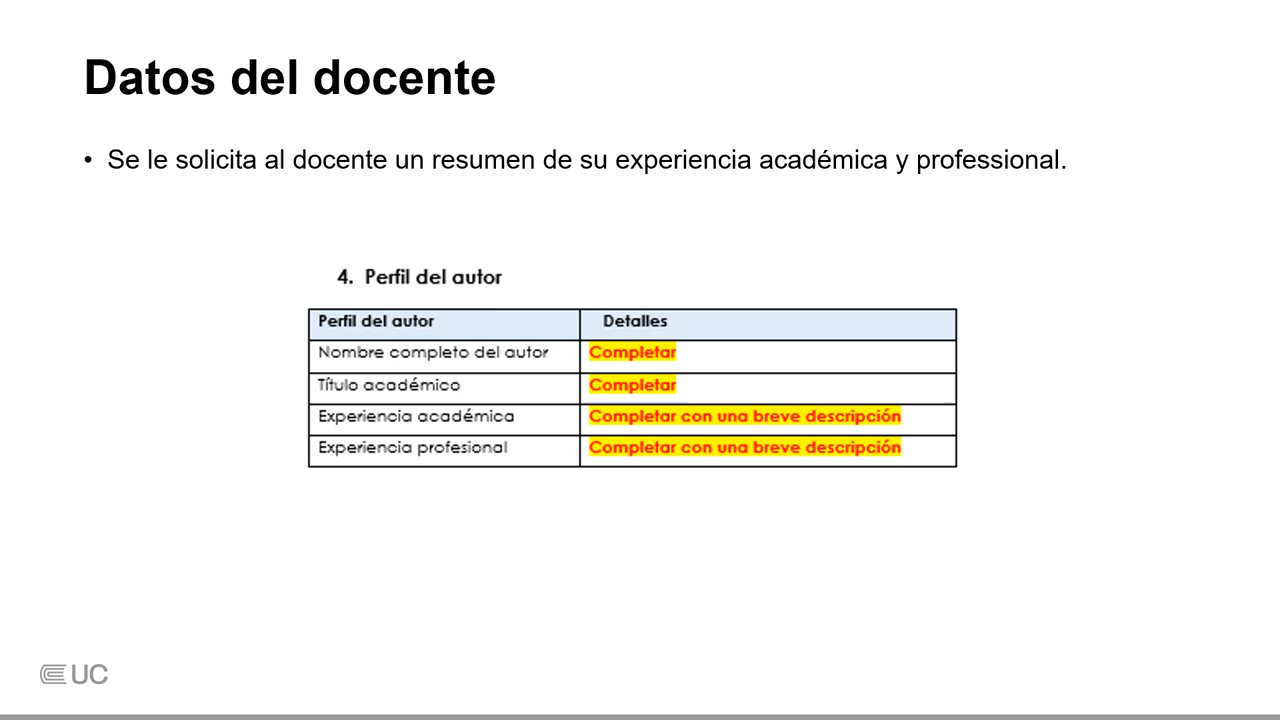 Datos del docente
• Se le solicita al docente un resumen de su experiencia académica y professional.
4. Perfil del autor
Perfil del autor Detalles
Nombre completo del autor Completar
Título académico Completar
Experiencia académica Completar con una breve descripción
Experiencia profesional Completar con una breve descripción
UC